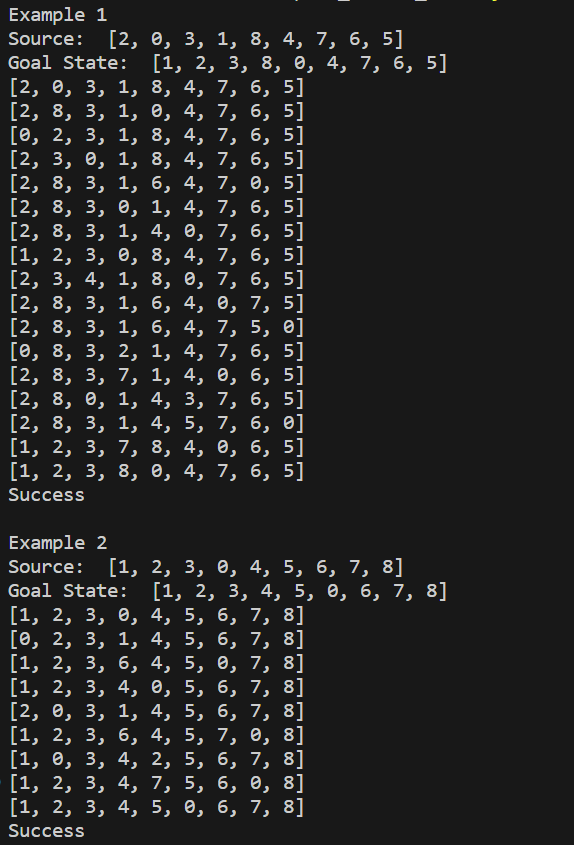 Example 1
Source:  [2, 0, 3, 1, 8, 4, 7, 6, 5]
Goal State:  [1, 2, 3, 8, 0, 4, 7, 6, 5]
[2, 0, 3, 1, 8, 4, 7, 6, 5]
[2, 8, 3, 1, 0, 4, 7, 6, 5]
[0, 2, 3, 1, 8, 4, 7, 6, 5]
[2, 3, 0, 1, 8, 4, 7, 6, 5]
[2, 8, 3, 1, 6, 4, 7, 0, 5]
[2, 8, 3, 0, 1, 4, 7, 6, 5]
[2, 8, 3, 1, 4, 0, 7, 6, 5]
[1, 2, 3, 0, 8, 4, 7, 6, 5]
[2, 3, 4, 1, 8, 0, 7, 6, 5]
[2, 8, 3, 1, 6, 4, 0, 7, 5]
[2, 8, 3, 1, 6, 4, 7, 5, 0]
[0, 8, 3, 2, 1, 4, 7, 6, 5]
[2, 8, 3, 7, 1, 4, 0, 6, 5]
[2, 8, 0, 1, 4, 3, 7, 6, 5]
[2, 8, 3, 1, 4, 5, 7, 6, 0]
[1, 2, 3, 7, 8, 4, 0, 6, 5]
[1, 2, 3, 8, 0, 4, 7, 6, 5]
Success

Example 2
Source:  [1, 2, 3, 0, 4, 5, 6, 7, 8]
Goal State:  [1, 2, 3, 4, 5, 0, 6, 7, 8]
[1, 2, 3, 0, 4, 5, 6, 7, 8]
[0, 2, 3, 1, 4, 5, 6, 7, 8]
[1, 2, 3, 6, 4, 5, 0, 7, 8]
[1, 2, 3, 4, 0, 5, 6, 7, 8]
[2, 0, 3, 1, 4, 5, 6, 7, 8]
[1, 2, 3, 6, 4, 5, 7, 0, 8]
[1, 0, 3, 4, 2, 5, 6, 7, 8]
[1, 2, 3, 4, 7, 5, 6, 0, 8]
[1, 2, 3, 4, 5, 0, 6, 7, 8]
Success